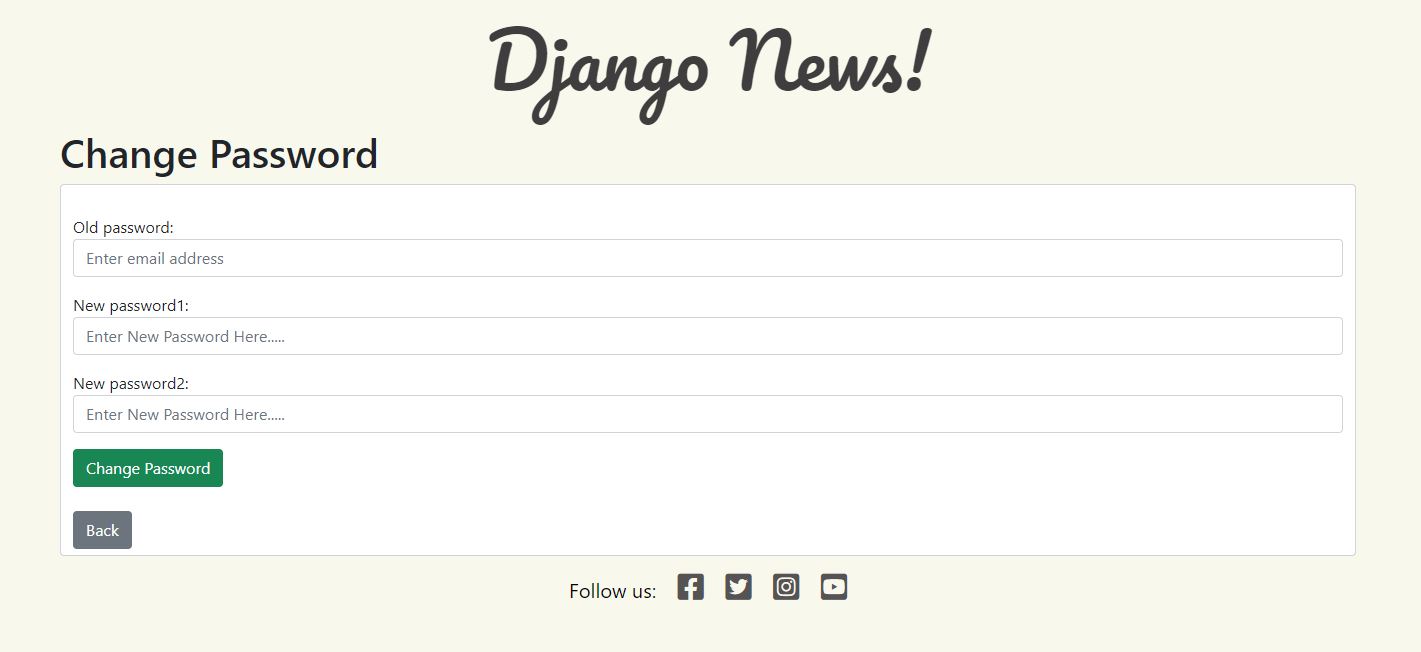 Django News!
Change Password
Old password:
Enter email address
New password1:
Enter New Password Here.....
New password2:
Enter New Password Here.....
Change Password
Back
Follow us: